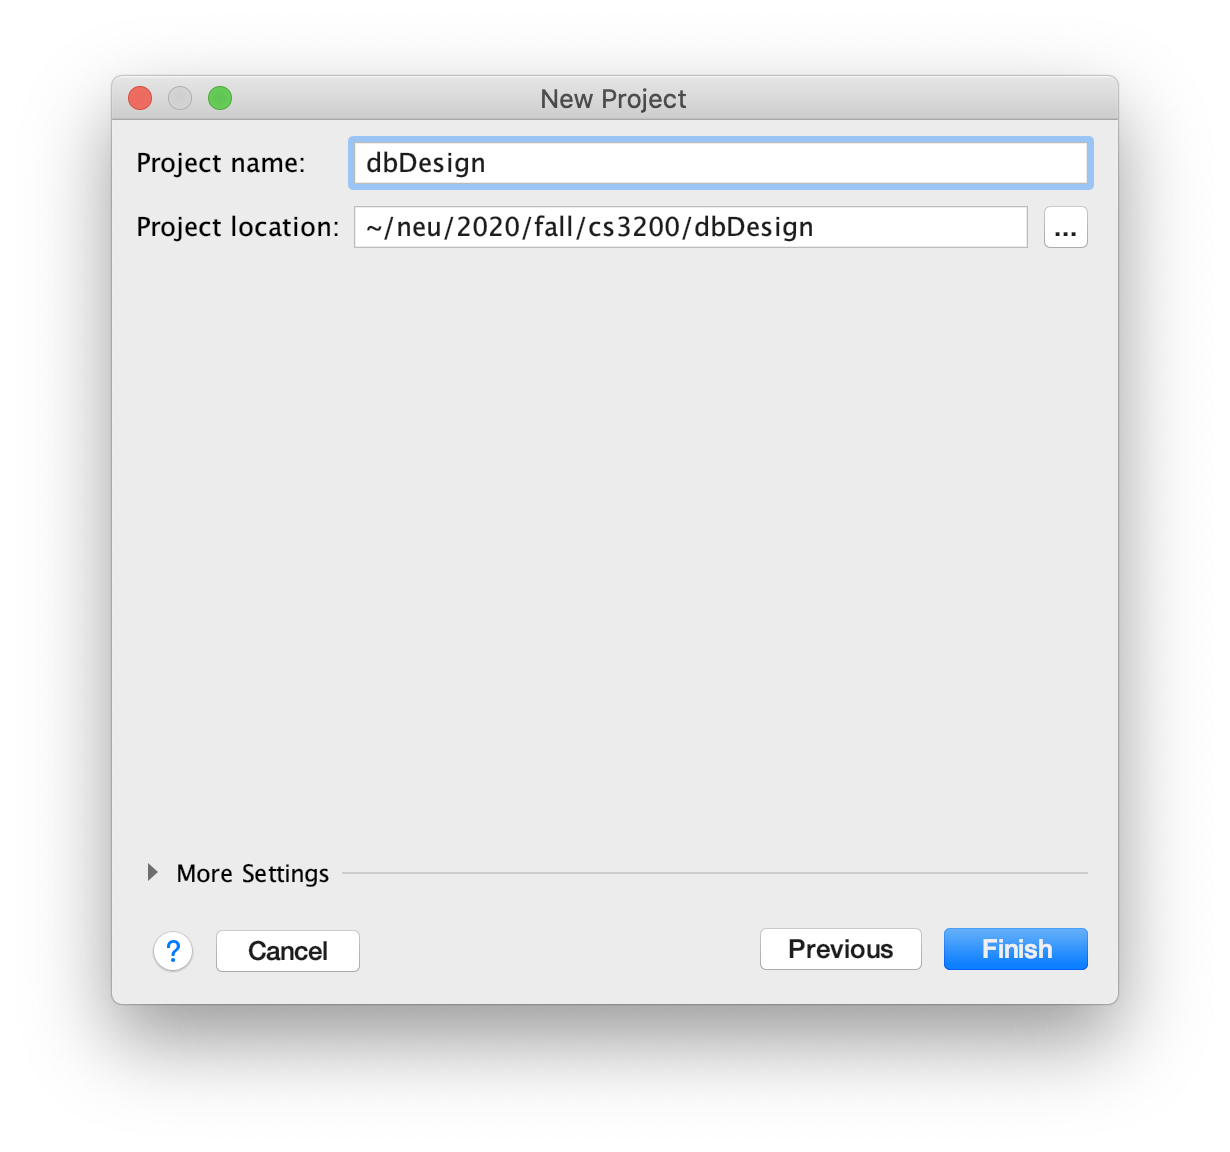 New Project
Project name: dbDesign
Project location: ~/neu/2020/fall/cs3200/dbDesign ...
More Settings
? Cancel Previous Finish